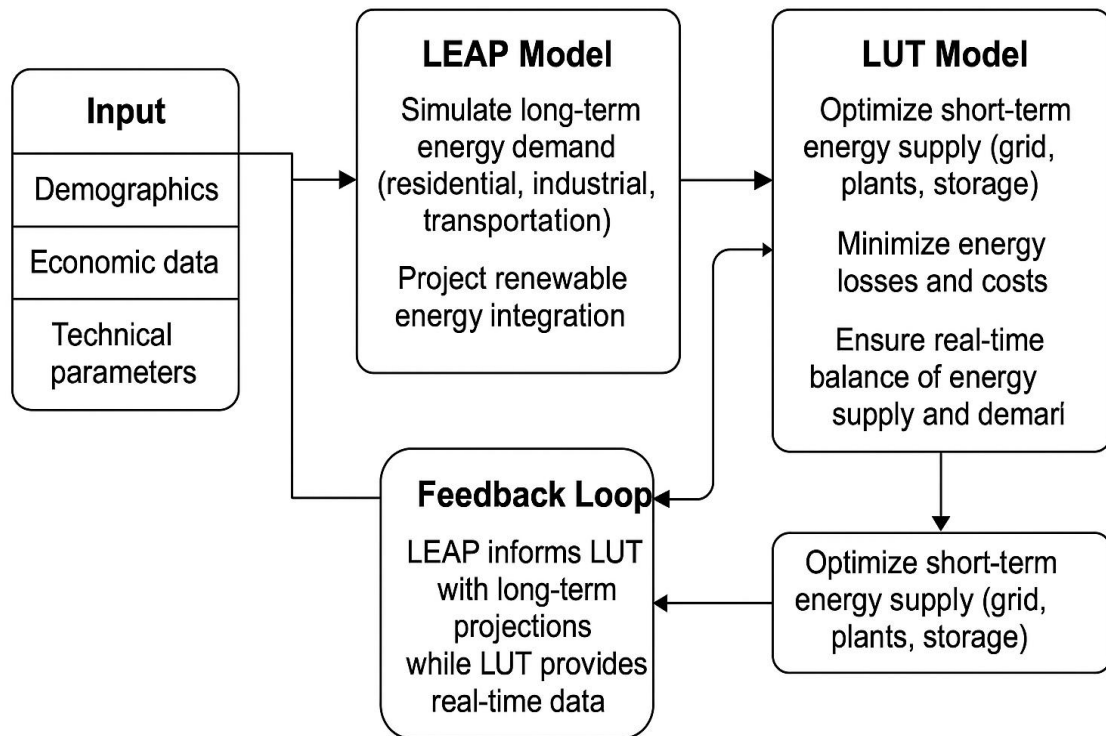 Input
Demographics
Economic data
Technical
parameters
LEAP Model
Simulate long-term
energy demand
(residential, industrial,
transportation)
Project renewable
energy integration
LUT Model
Optimize short-term
energy supply (grid,
plants, storage)
Minimize energy
losses and costs
Ensure real-time
balance of energy
supply and
Feedback Loop
LEAP informs LUT
with long-term
projections
while LUT provides
real-time data
Optimize short-term
energy supply (grid,
plants, storage)